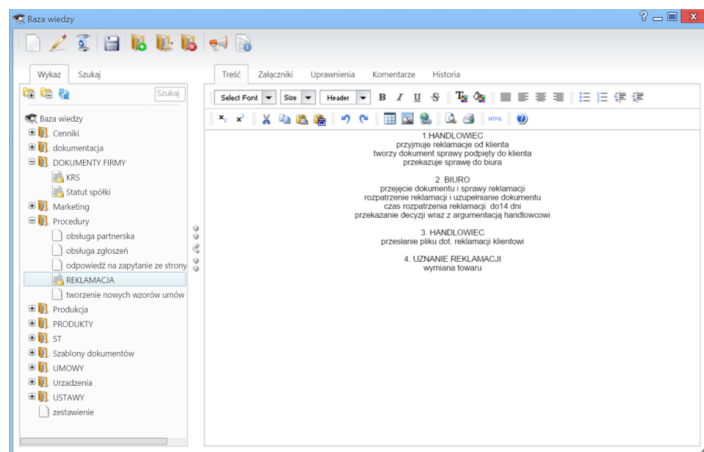 Baza wiedzy
Wykaz
Szukaj
Szukaj
Baza wiedzy
Cenniki
dokumentacja
DOKUMENTY FIRMY
KRS
Statut spółki
Marketing
Procedury
obsługa partnerska
obsługa zgłoszeń
odpowiedź na zapytanie ze strony
REKLAMACJA
tworzenie nowych wzorów umów
Produkcja
PRODUKTY
ST
Szablony dokumentów
UMOWY
Urzadzenia
USTAWY
zestawienie
Treść
Załączniki
Uprawnienia
Komentarze
Historia
Select Font
Size
Header
B I U S
HTML
1.HANDLOWIEC
przyjmuje reklamacje od klienta
tworzy dokument sprawy podpięty do klienta
przekazuje sprawę do biura
2. BIURO
przejęcie dokumentu i sprawy reklamacji
rozpatrzenie reklamacji i uzupełnianie dokumentu
czas rozpatrzenia reklamacji do14 dni
przekazanie decyzji wraz z argumentacją handlowcowi
3. HANDLOWIEC
przesłanie pliku dot. reklamacji klientowi
4. UZNANIE REKLAMACJI
wymiana towaru